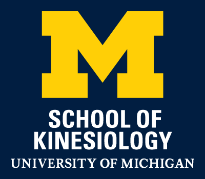 M
SCHOOL OF
KINESIOLOGY
UNIVERSITY OF MICHIGAN